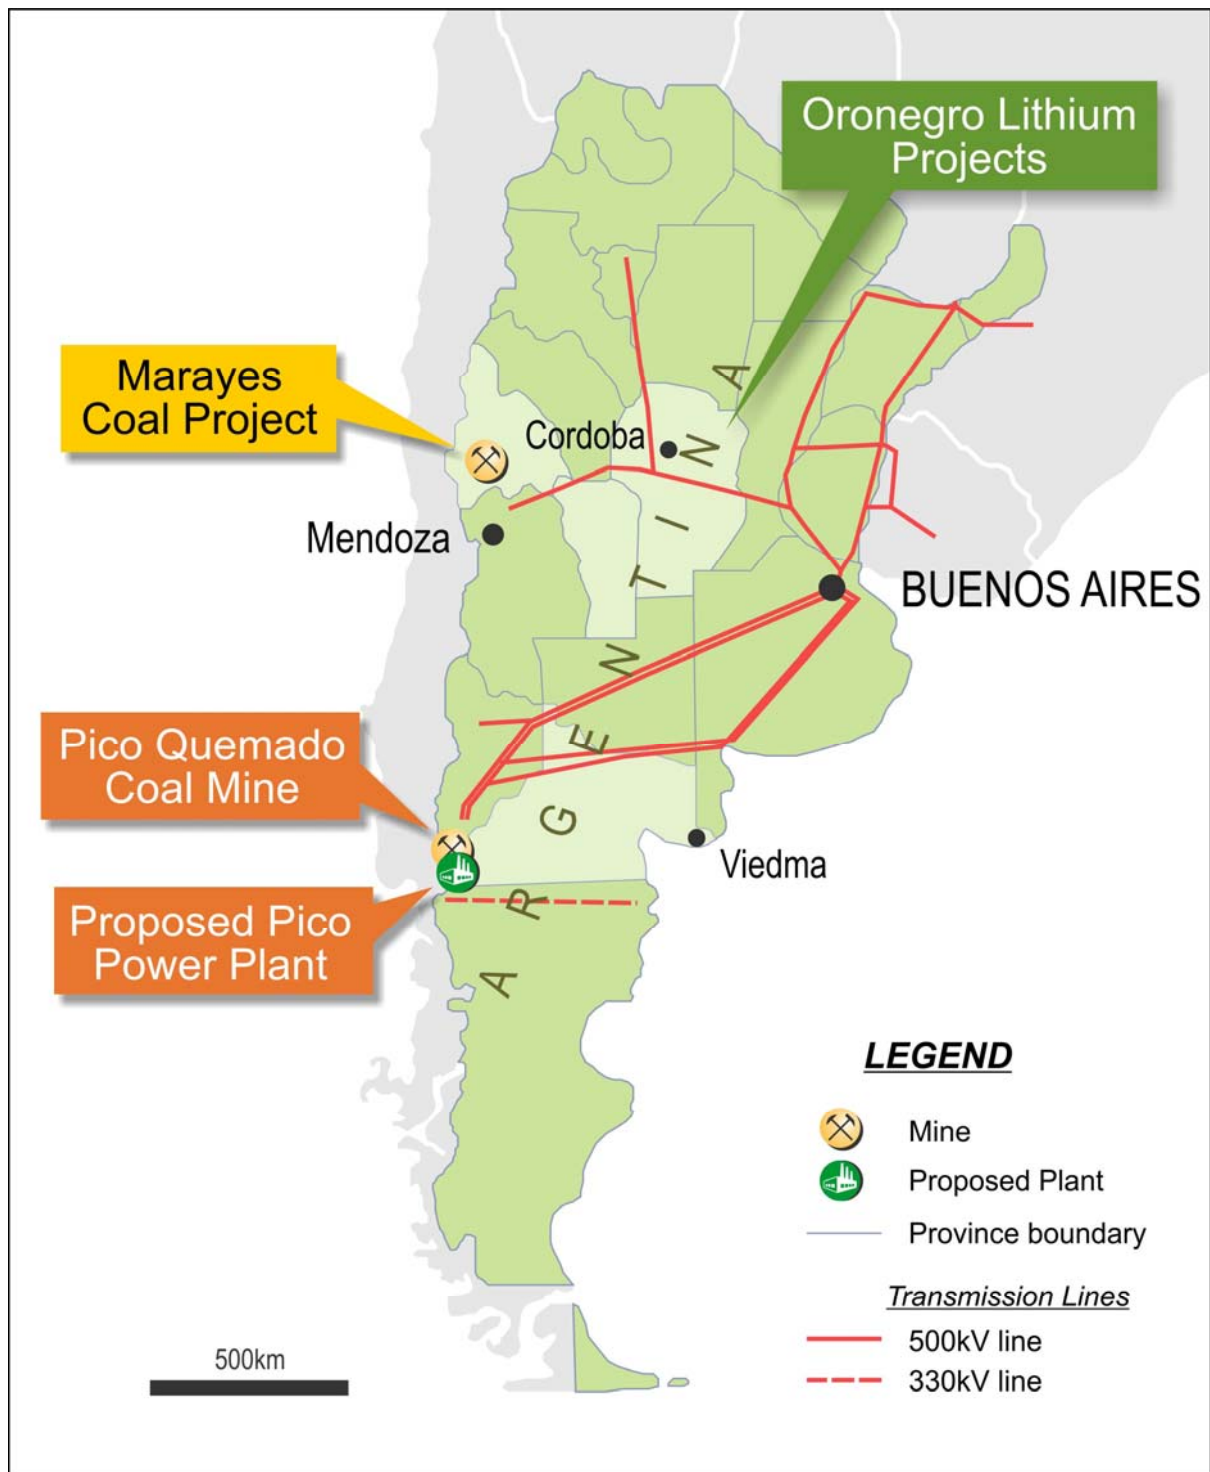 Oronegro Lithium
Projects
Marayes
Coal Project
Cordoba
Mendoza
BUENOS AIRES
Pico Quemado
Coal Mine
Viedma
Proposed Pico
Power Plant
ARGENTINA
LEGEND
Mine
Proposed Plant
Province boundary
Transmission Lines
500kV line
330kV line
500km